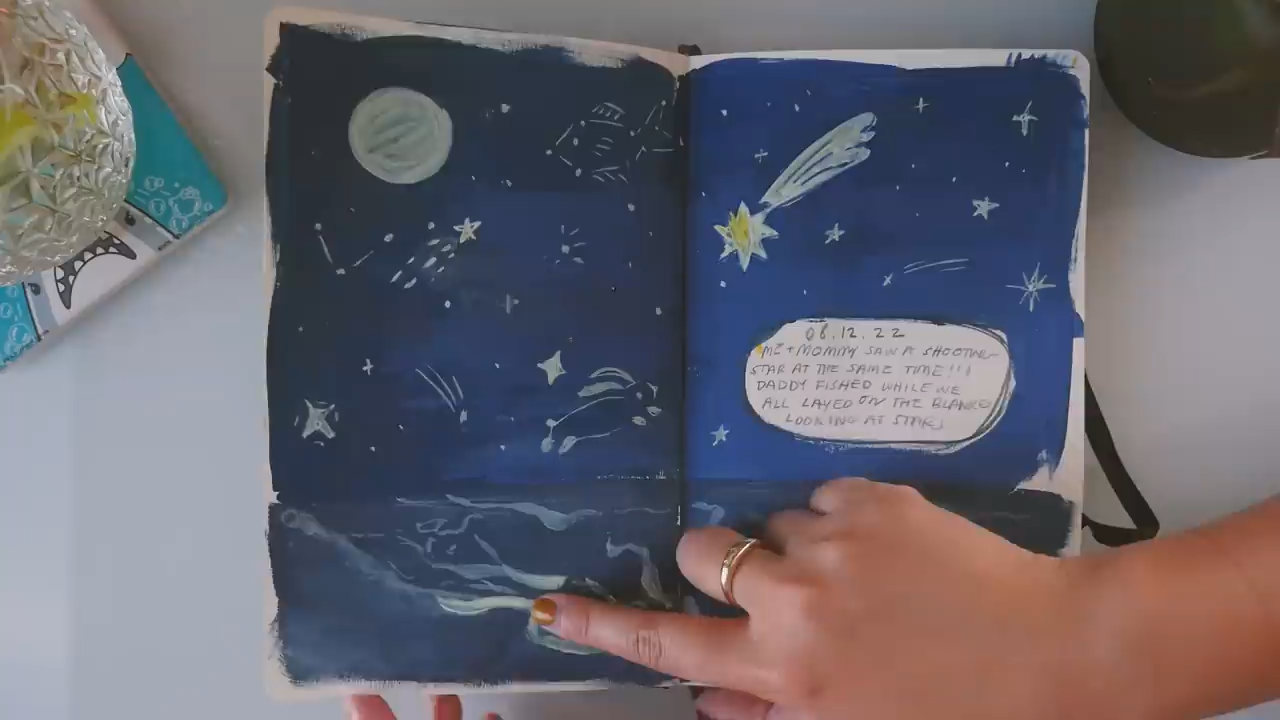 08.12.22
ME + MOMMY SAW A SHOOTING
STAR AT THE SAME TIME!!!
DADDY FISHED WHILE WE
ALL LAYED ON THE BLANKET
LOOKING AT STARS